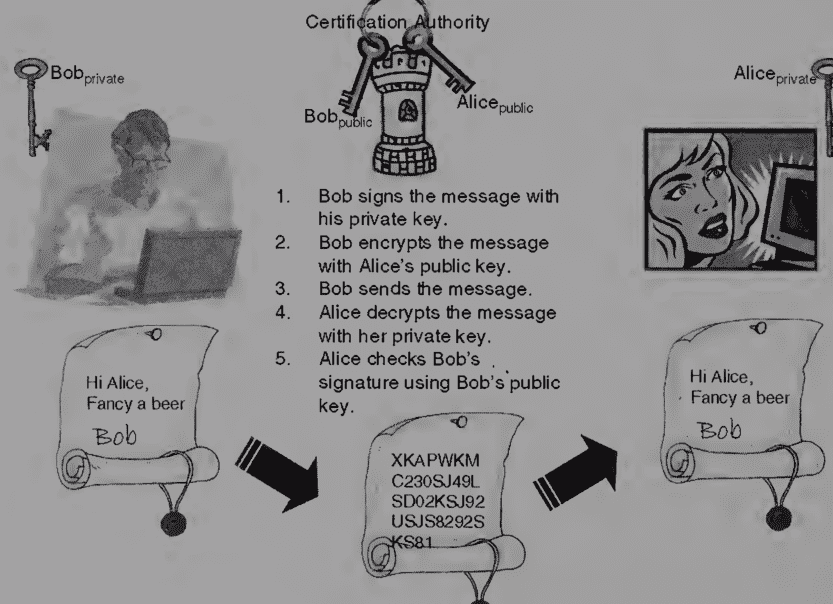 Certification Authority
Bobprivate
Aliceprivate
Bobpublic
Alicepublic
1. Bob signs the message with
his private key.
2. Bob encrypts the message
with Alice's public key.
3. Bob sends the message.
4. Alice decrypts the message
with her private key.
5. Alice checks Bob's
signature using Bob's public
key.
Hi Alice,
Fancy a beer
Bob
XKAPWKM
C230SJ49L
SD02KSJ92
USJS8292S
KS81
Hi Alice,
Fancy a beer
Bob